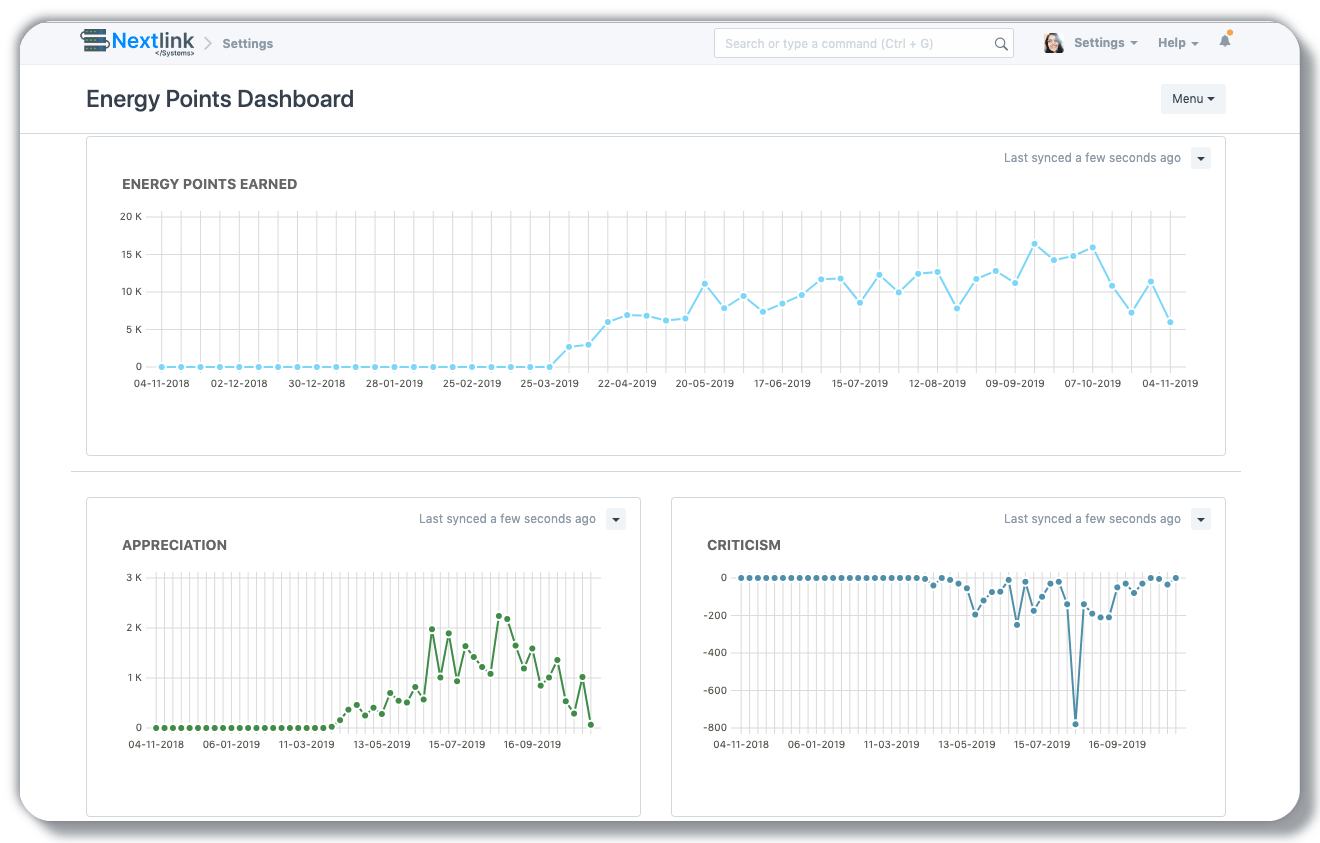 Nextlink
</Systems>
Settings
Search or type a command (Ctrl + G)
Settings
Help
Energy Points Dashboard
Menu
Last synced a few seconds ago
ENERGY POINTS EARNED
20 K
15 K
10 K
5 K
0
04-11-2018 02-12-2018 30-12-2018 28-01-2019 25-02-2019 25-03-2019 22-04-2019 20-05-2019 17-06-2019 15-07-2019 12-08-2019 09-09-2019 07-10-2019 04-11-2019
Last synced a few seconds ago
APPRECIATION
3 K
2 K
1 K
0
04-11-2018 06-01-2019 11-03-2019 13-05-2019 15-07-2019 16-09-2019
Last synced a few seconds ago
CRITICISM
0
-200
-400
-600
-800
04-11-2018 06-01-2019 11-03-2019 13-05-2019 15-07-2019 16-09-2019